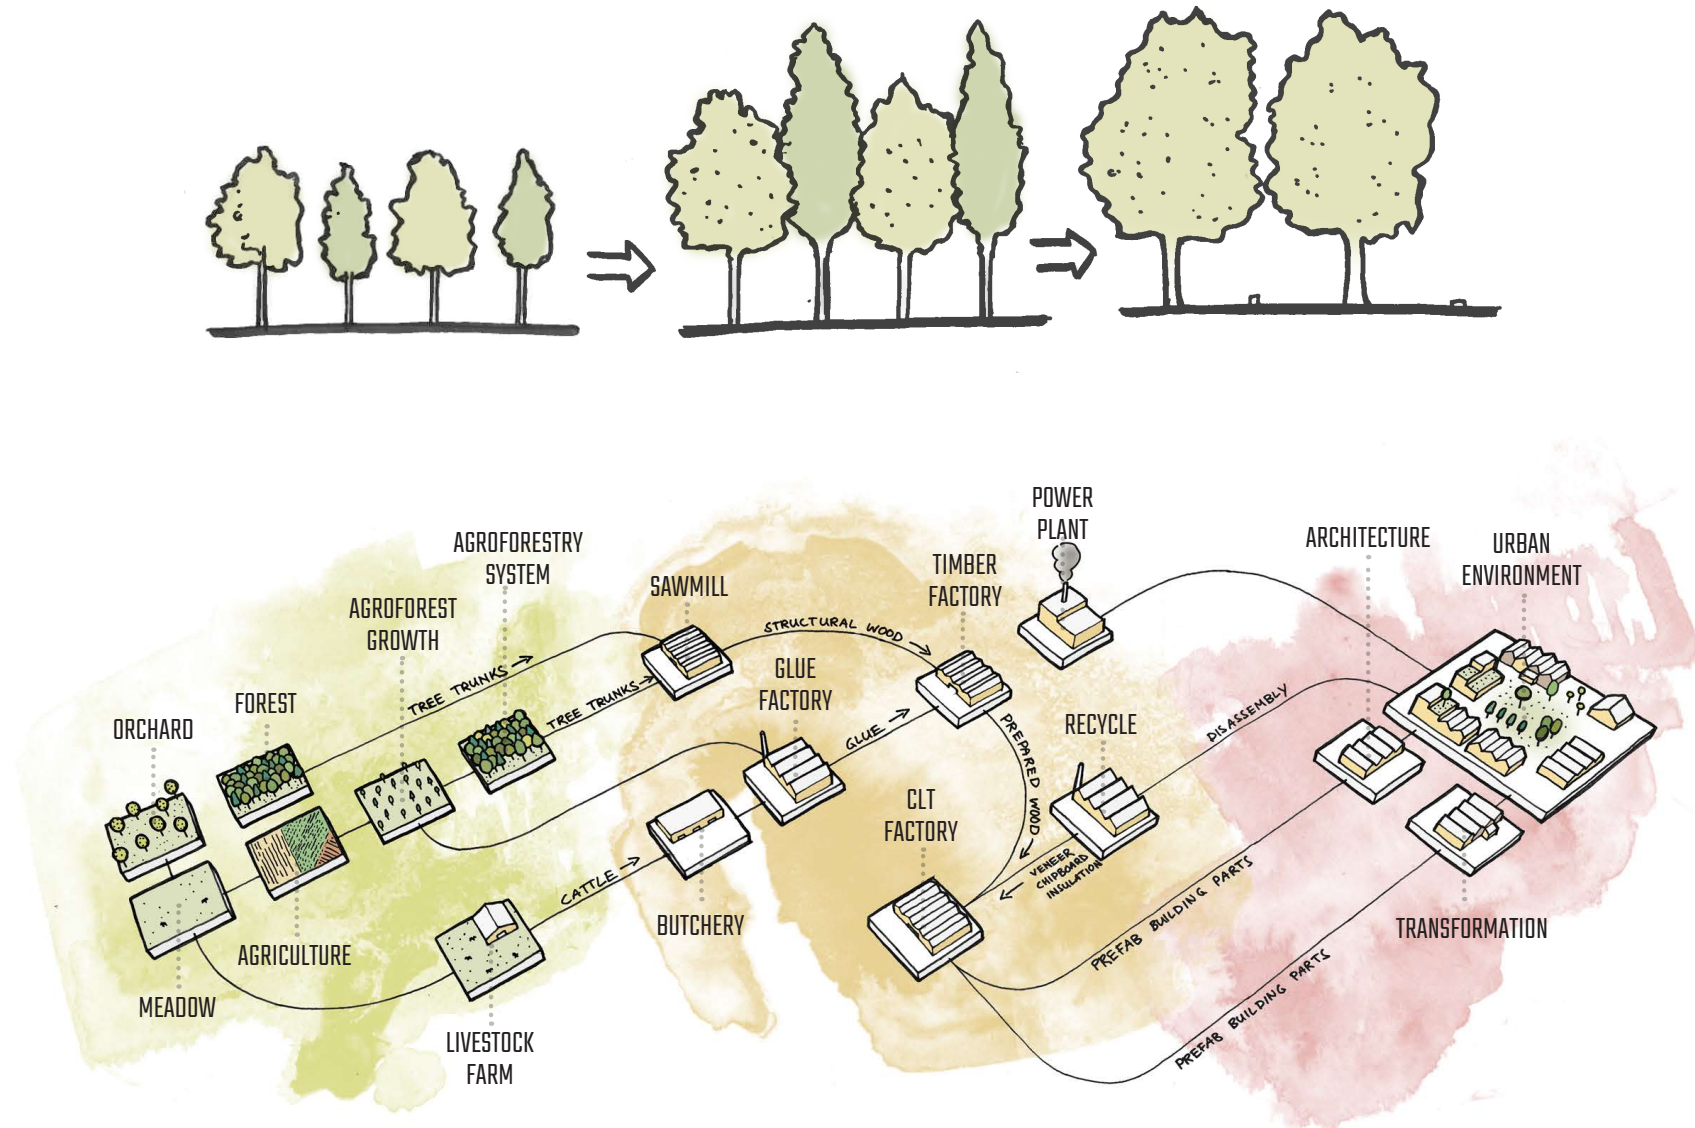 POWER
PLANT
ARCHITECTURE
URBAN
ENVIRONMENT
AGROFORESTRY
SYSTEM
TIMBER
FACTORY
SAWMILL
AGROFOREST
GROWTH
STRUCTURAL WOOD
GLUE
FACTORY
TREE TRUNKS
TREE TRUNKS
FOREST
ORCHARD
GLUE
PREPARED WOOD
RECYCLE
DISASSEMBLY
CLT
FACTORY
VENEER
CHIPBOARD
INSULATION
CATTLE
BUTCHERY
PREFAB BUILDING PARTS
TRANSFORMATION
AGRICULTURE
MEADOW
PREFAB BUILDING PARTS
LIVESTOCK
FARM